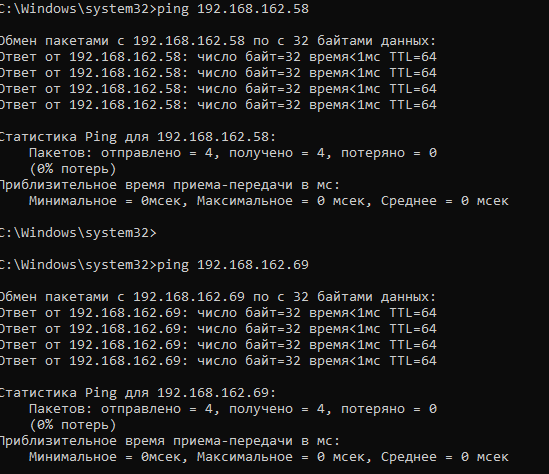 C:\Windows\system32>ping 192.168.162.58
Обмен пакетами с 192.168.162.58 по с 32 байтами данных:
Ответ от 192.168.162.58: число байт=32 время<1мс TTL=64
Ответ от 192.168.162.58: число байт=32 время<1мс TTL=64
Ответ от 192.168.162.58: число байт=32 время<1мс TTL=64
Ответ от 192.168.162.58: число байт=32 время<1мс TTL=64
Статистика Ping для 192.168.162.58:
Пакетов: отправлено = 4, получено = 4, потеряно = 0
(0% потерь)
Приблизительное время приема-передачи в мс:
Минимальное = 0мсек, Максимальное = 0 мсек, Среднее = 0 мсек
C:\Windows\system32>
C:\Windows\system32>ping 192.168.162.69
Обмен пакетами с 192.168.162.69 по с 32 байтами данных:
Ответ от 192.168.162.69: число байт=32 время<1мс TTL=64
Ответ от 192.168.162.69: число байт=32 время<1мс TTL=64
Ответ от 192.168.162.69: число байт=32 время<1мс TTL=64
Ответ от 192.168.162.69: число байт=32 время<1мс TTL=64
Статистика Ping для 192.168.162.69:
Пакетов: отправлено = 4, получено = 4, потеряно = 0
(0% потерь)
Приблизительное время приема-передачи в мс:
Минимальное = 0мсек, Максимальное = 0 мсек, Среднее = 0 мсек